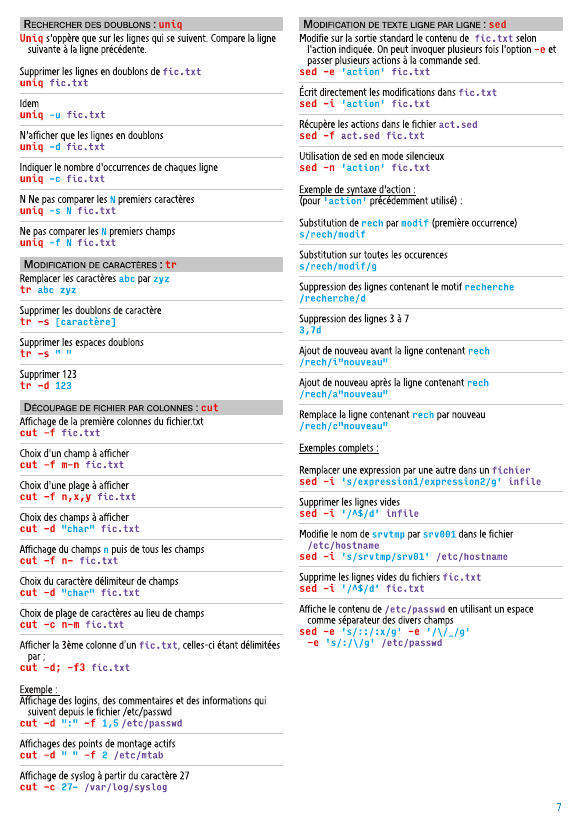 RECHERCHER DES DOUBLONS : uniq
Uniq s'oppère que sur les lignes qui se suivent. Compare la ligne
suivante à la ligne précédente.
Supprimer les lignes en doublons de fic.txt
uniq fic.txt
Idem
uniq -u fic.txt
N'afficher que les lignes en doublons
uniq -d fic.txt
Indiquer le nombre d'occurrences de chaques ligne
uniq -c fic.txt
N Ne pas comparer les N premiers caractères
uniq -s N fic.txt
Ne pas comparer les N premiers champs
uniq -f N fic.txt
MODIFICATION DE CARACTÈRES : tr
Remplacer les caractères abc par zyz
tr abc zyz
Supprimer les doublons de caractère
tr -s [caractère]
Supprimer les espaces doublons
tr -s " "
Supprimer 123
tr -d 123
DÉCOUPAGE DE FICHIER PAR COLONNES : cut
Affichage de la première colonnes du fichier.txt
cut -f fic.txt
Choix d'un champ à afficher
cut -f m-n fic.txt
Choix d'une plage à afficher
cut -f n,x,y fic.txt
Choix des champs à afficher
cut -d "char" fic.txt
Affichage du champs n puis de tous les champs
cut -f n- fic.txt
Choix du caractère délimiteur de champs
cut -d "char" fic.txt
Choix de plage de caractères au lieu de champs
cut -c n-m fic.txt
Afficher la 3ème colonne d'un fic.txt, celles-ci étant délimitées
par ;
cut -d; -f3 fic.txt
Exemple :
Affichage des logins, des commentaires et des informations qui
suivent depuis le fichier /etc/passwd
cut -d ":" -f 1,5 /etc/passwd
Affichages des points de montage actifs
cut -d " " -f 2 /etc/mtab
Affichage de syslog à partir du caractère 27
cut -c 27- /var/log/syslog
MODIFICATION DE TEXTE LIGNE PAR LIGNE : sed
Modifie sur la sortie standard le contenu de fic.txt selon
l'action indiquée. On peut invoquer plusieurs fois l'option -e et
passer plusieurs actions à la commande sed.
sed -e 'action' fic.txt
Écrit directement les modifications dans fic.txt
sed -i 'action' fic.txt
Récupère les actions dans le fichier act.sed
sed -f act.sed fic.txt
Utilisation de sed en mode silencieux
sed -n 'action' fic.txt
Exemple de syntaxe d'action :
(pour 'action' précédemment utilisé) :
Substitution de rech par modif (première occurrence)
s/rech/modif
Substitution sur toutes les occurences
s/rech/modif/g
Suppression des lignes contenant le motif recherche
/recherche/d
Suppression des lignes 3 à 7
3,7d
Ajout de nouveau avant la ligne contenant rech
/rech/i"nouveau"
Ajout de nouveau après la ligne contenant rech
/rech/a"nouveau"
Remplace la ligne contenant rech par nouveau
/rech/c"nouveau"
Exemples complets :
Remplacer une expression par une autre dans un fichier
sed -i 's/expression1/expression2/g' infile
Supprimer les lignes vides
sed -i '/^$/d' infile
Modifie le nom de srvtmp par srv001 dans le fichier
/etc/hostname
sed -i 's/srvtmp/srv01' /etc/hostname
Supprime les lignes vides du fichiers fic.txt
sed -i '/^$/d' fic.txt
Affiche le contenu de /etc/passwd en utilisant un espace
comme séparateur des divers champs
sed -e 's/::/:x/g' -e '/\/_/g'
-e 's/:/\/g' /etc/passwd
7